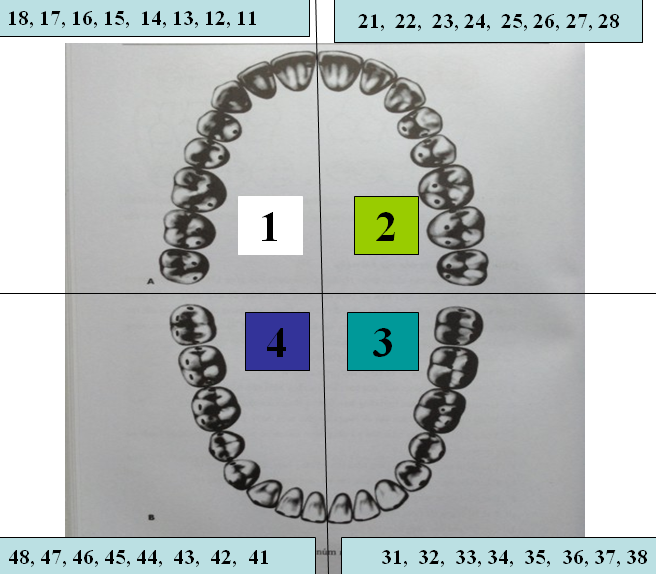 18, 17, 16, 15, 14, 13, 12, 11
21, 22, 23, 24, 25, 26, 27, 28
1
2
A
4
3
B
48, 47, 46, 45, 44, 43, 42, 41
31, 32, 33, 34, 35, 36, 37, 38